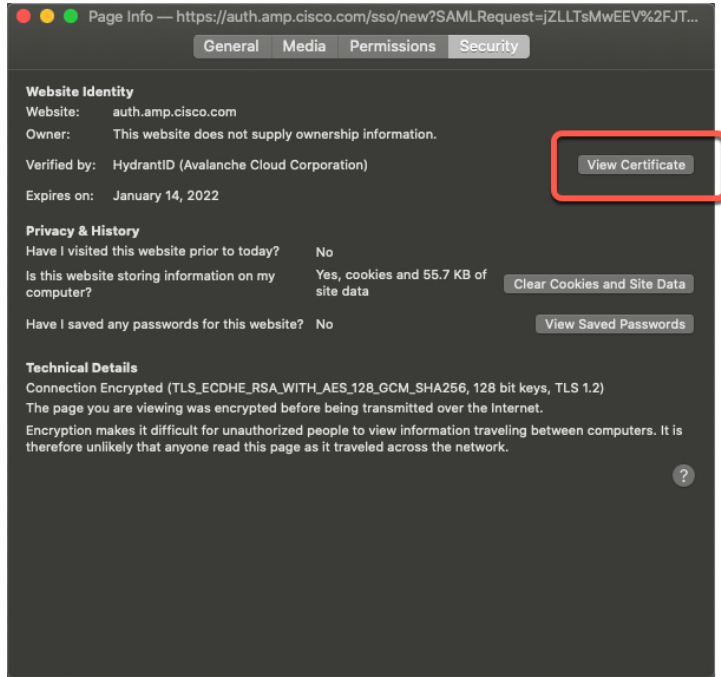 Page Info — https://auth.amp.cisco.com/sso/new?SAMLRequest=jZLLTsMwEEV%2FJT...
General Media Permissions Security
Website Identity
Website: auth.amp.cisco.com
Owner: This website does not supply ownership information.
Verified by: HydrantID (Avalanche Cloud Corporation) View Certificate
Expires on: January 14, 2022
Privacy & History
Have I visited this website prior to today? No
Is this website storing information on my computer? Yes, cookies and 55.7 KB of site data Clear Cookies and Site Data
Have I saved any passwords for this website? No View Saved Passwords
Technical Details
Connection Encrypted (TLS_ECDHE_RSA_WITH_AES_128_GCM_SHA256, 128 bit keys, TLS 1.2)
The page you are viewing was encrypted before being transmitted over the Internet.
Encryption makes it difficult for unauthorized people to view information traveling between computers. It is
therefore unlikely that anyone read this page as it traveled across the network.
?